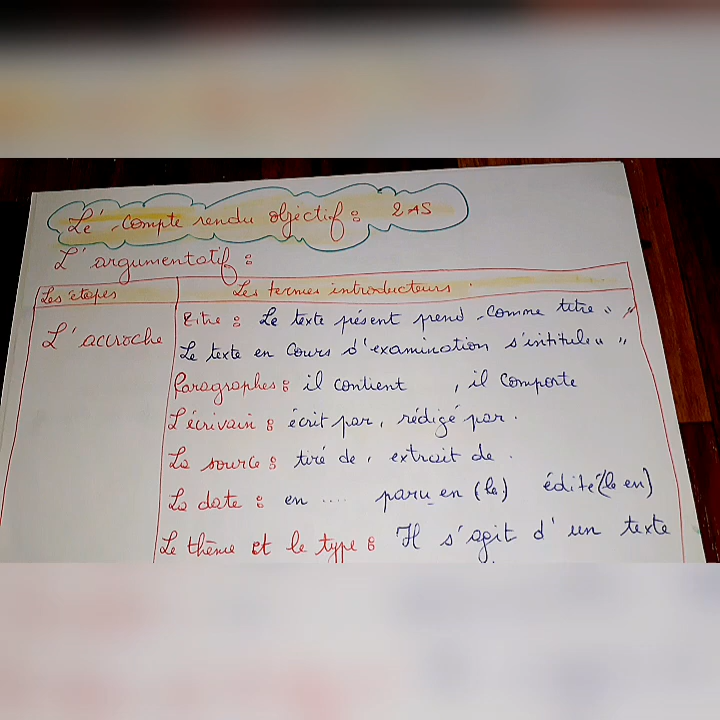 Le compte rendu objectif : 2 AS
L'argumentatif :
Les étapes
Les termes introducteurs
L'accroche
titre : Le texte présent prend comme titre " "
Le texte en cours d'examination s'intitule " "
Paragraphes : il contient , il comporte
L'écrivain : écrit par, rédigé par.
La source : tiré de, extrait de.
La date : en .... paru en (le) édité (le en)
Le thème et le type : Il s'agit d'un texte